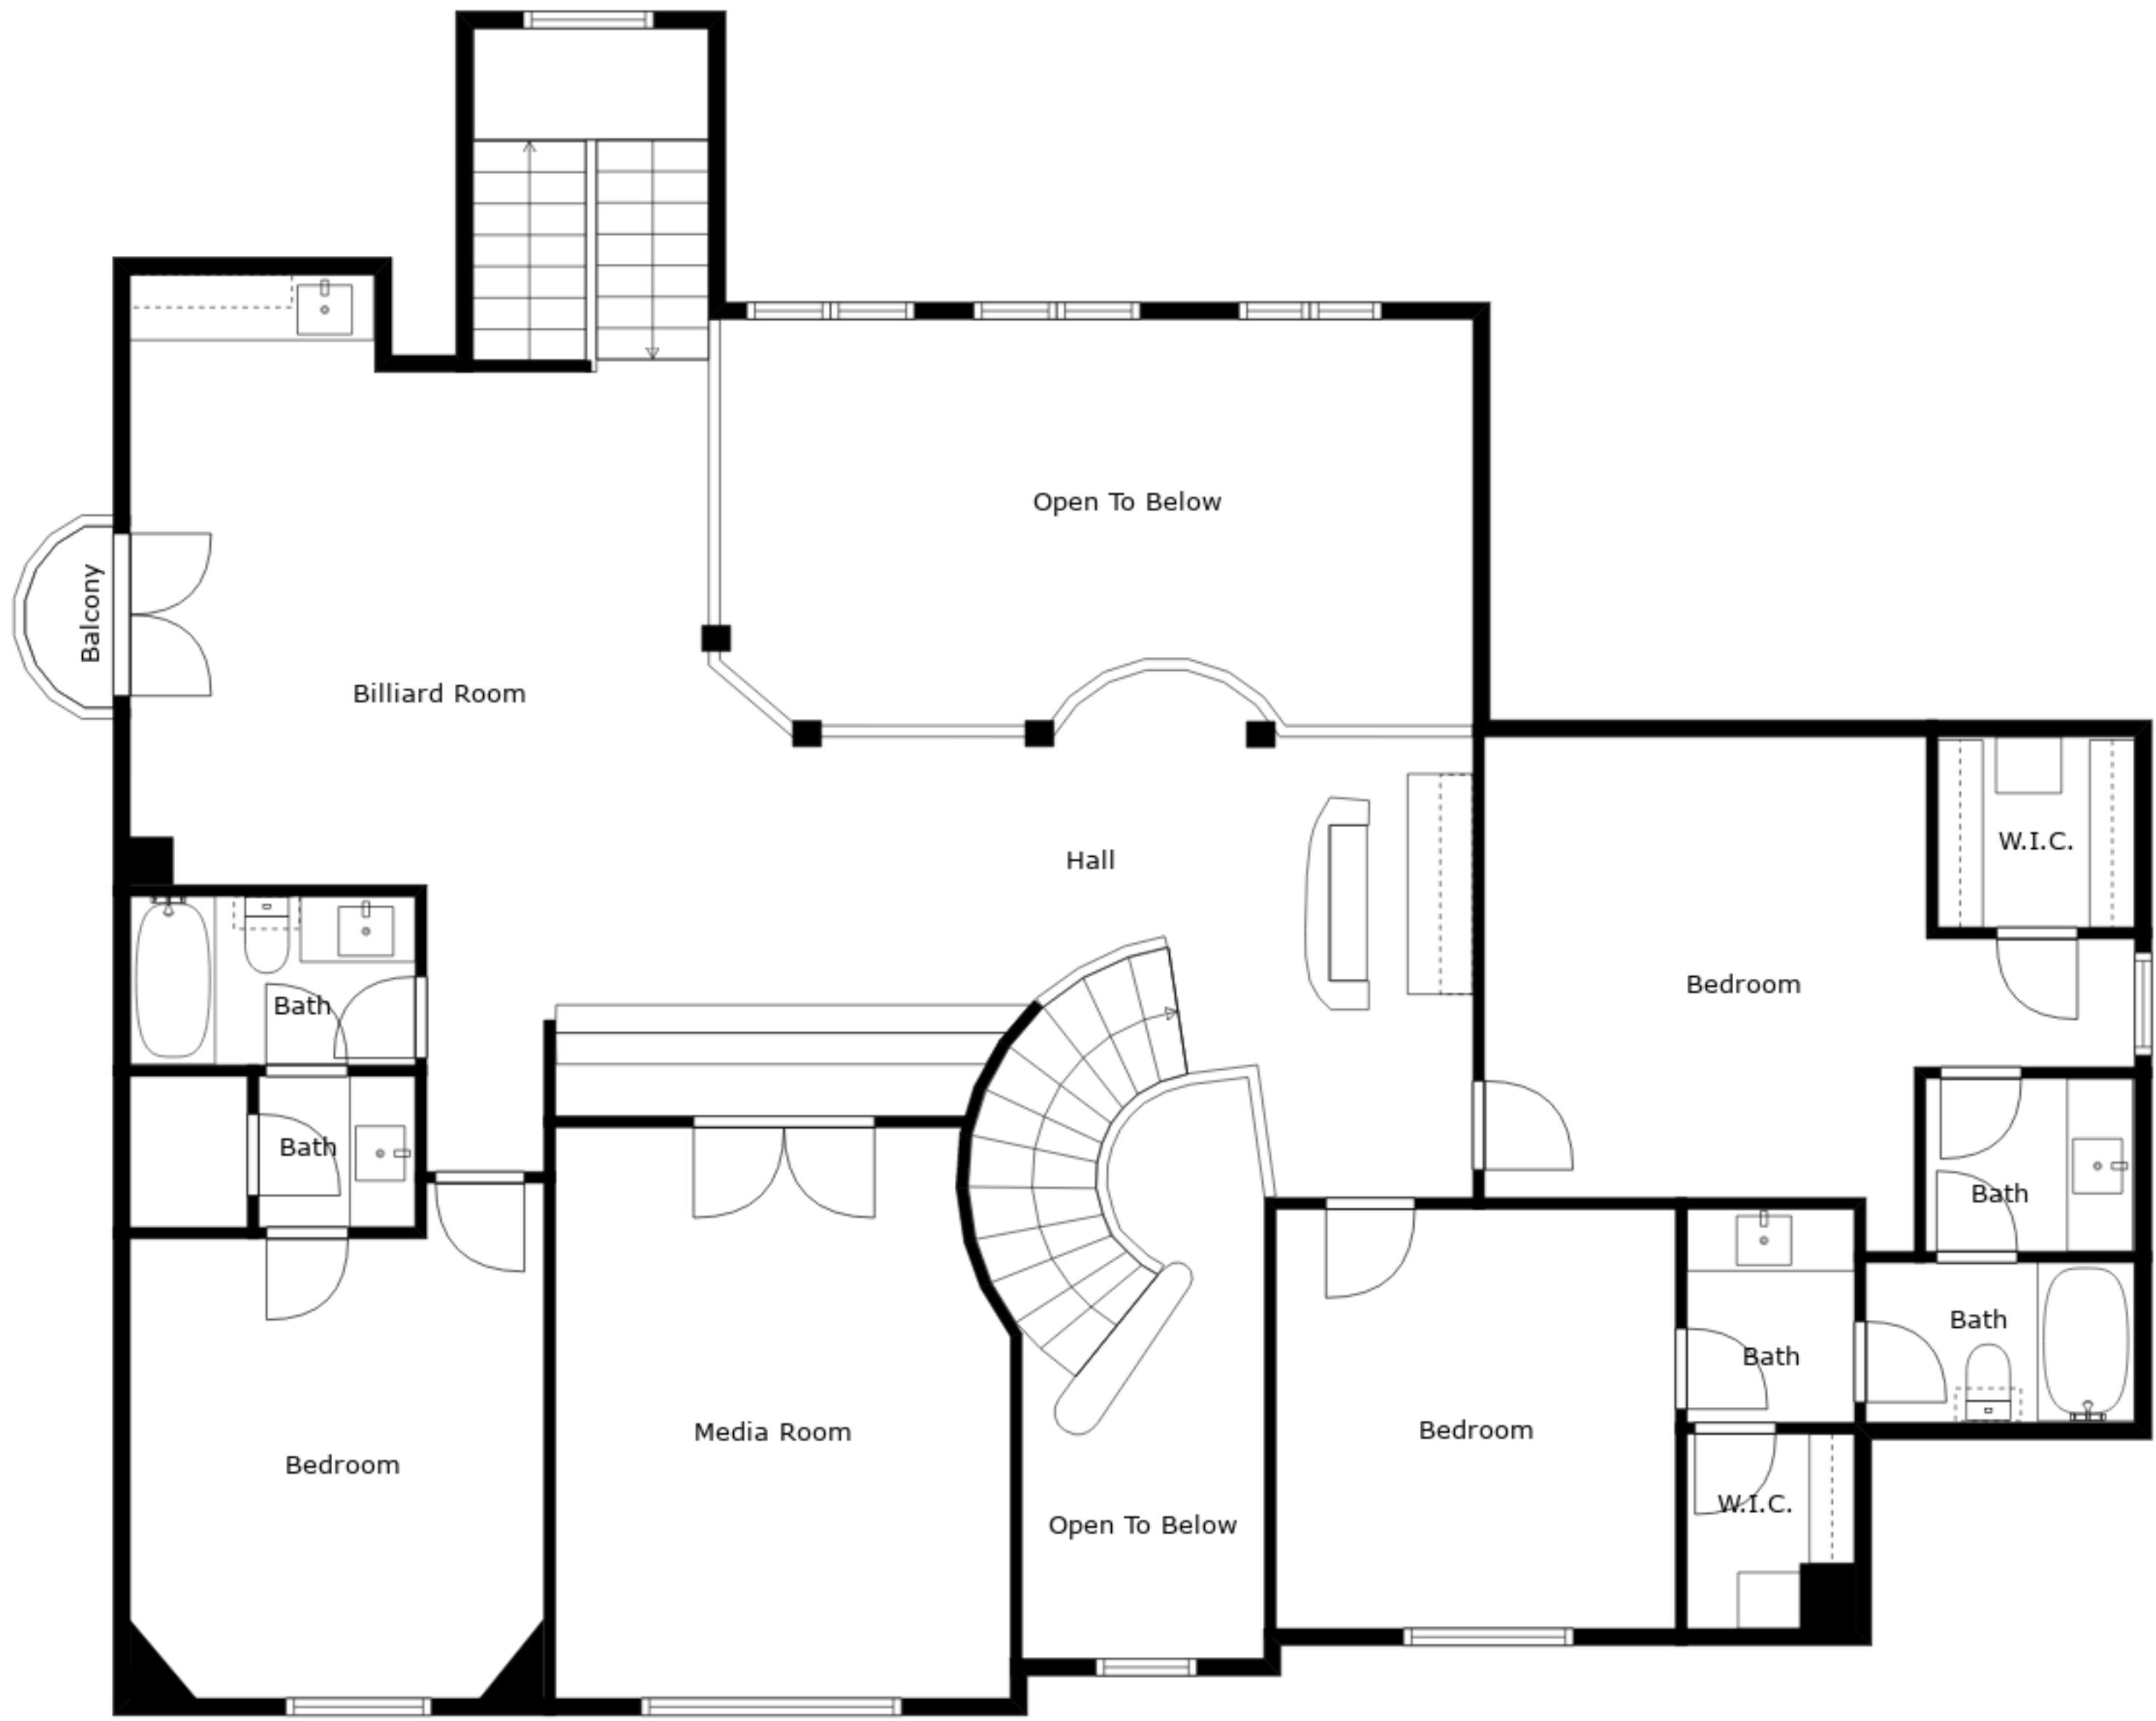 Open To Below
Balcony
Billiard Room
W.I.C.
Hall
Bedroom
Bath
Bath
Bath
Bath
Bath
Media Room
Bedroom
Bedroom
W.I.C.
Open To Below